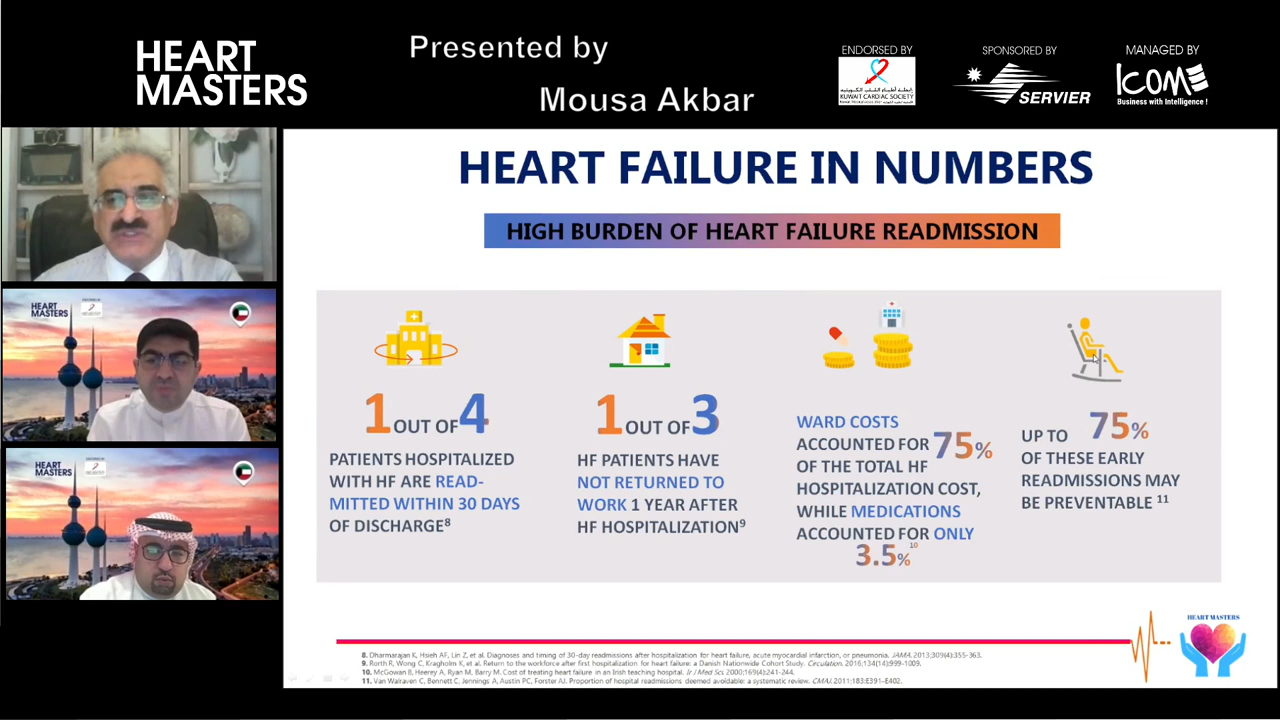 HEART
MASTERS
Presented by
Mousa Akbar
ENDORSED BY
KUWAIT CARDIAC SOCIETY
SPONSORED BY
SERVIER
MANAGED BY
ICOME
Business with Intelligence !
HEART
MASTERS
HEART
MASTERS
HEART FAILURE IN NUMBERS
HIGH BURDEN OF HEART FAILURE READMISSION
1 OUT OF 4
PATIENTS HOSPITALIZED
WITH HF ARE READ-
MITTED WITHIN 30 DAYS
OF DISCHARGE8
1 OUT OF 3
HF PATIENTS HAVE
NOT RETURNED TO
WORK 1 YEAR AFTER
HF HOSPITALIZATION9
WARD COSTS
ACCOUNTED FOR 75%
OF THE TOTAL HF
HOSPITALIZATION COST,
WHILE MEDICATIONS
ACCOUNTED FOR ONLY
3.5% 10
UP TO 75%
OF THESE EARLY
READMISSIONS MAY
BE PREVENTABLE 11
HEART MASTERS
8. Dharmarajan K, Hsieh AF, Lin Z, et al. Diagnoses and timing of 30-day readmissions after hospitalization for heart failure, acute myocardial infarction, or pneumonia. JAMA. 2013;309(4):355-363.
9. Rorth R, Wong C, Kragholm K, et al. Return to the workforce after first hospitalization for heart failure: a Danish Nationwide Cohort Study. Circulation. 2016;134(14):999-1009.
10. McGowan B, Heerey A, Ryan M, Barry M. Cost of treating heart failure in an Irish teaching hospital. Ir J Med Sci. 2000;169(4):241-244.
11. Van Walraven C, Bennett C, Jennings A, Austin PC, Forster AJ. Proportion of hospital readmissions deemed avoidable: a systematic review. CMAJ. 2011;183:E391-E402.